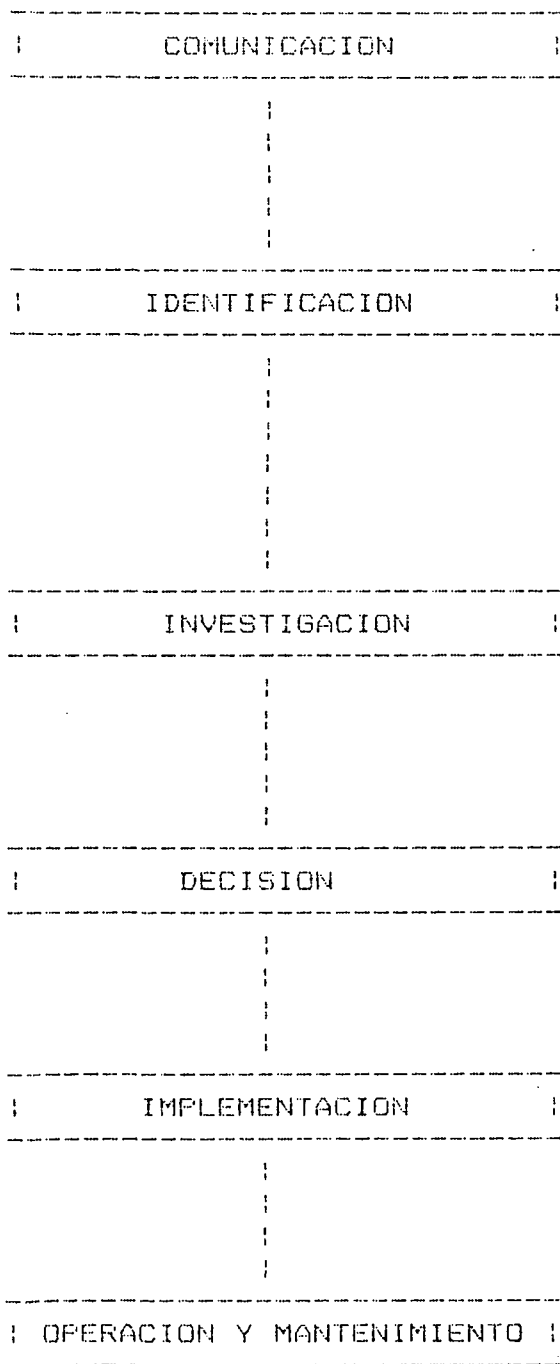 COMUNICACION
IDENTIFICACION
INVESTIGACION
DECISION
IMPLEMENTACION
OPERACION Y MANTENIMIENTO